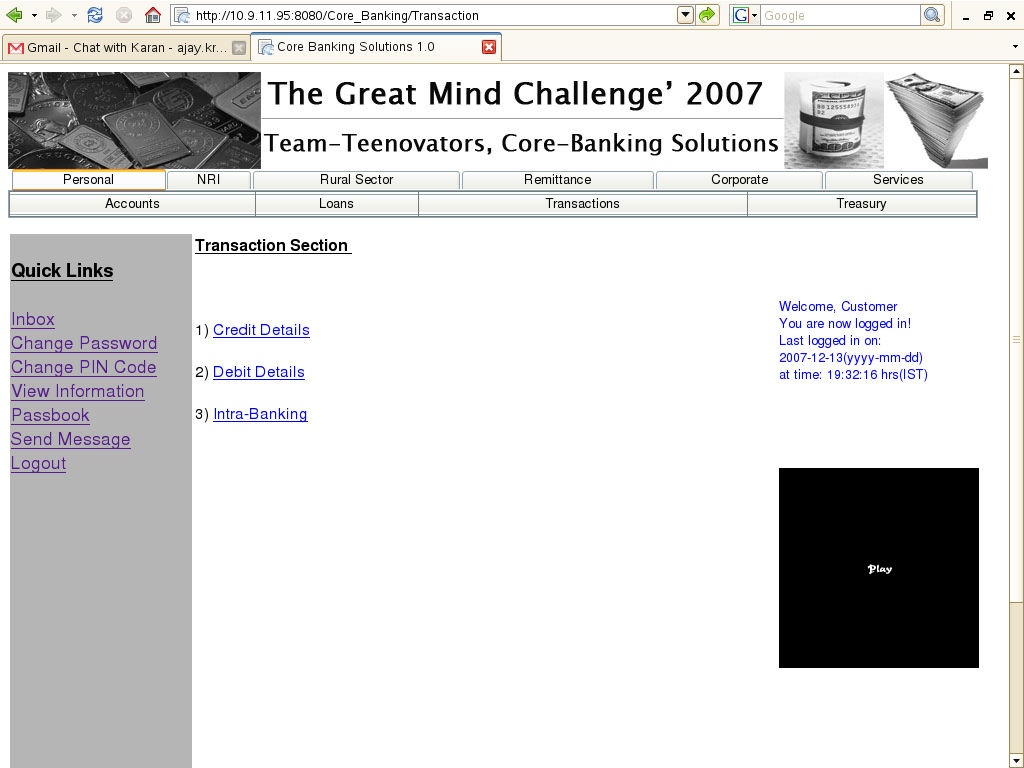 http://10.9.11.95:8080/Core_Banking/Transaction
G
Google
Gmail - Chat with Karan - ajay.kr...
Core Banking Solutions 1.0
The Great Mind Challenge’ 2007
Team-Teenovators, Core-Banking Solutions
Personal NRI Rural Sector Remittance Corporate Services
Accounts Loans Transactions Treasury
Transaction Section
Quick Links
Inbox
Change Password
Change PIN Code
View Information
Passbook
Send Message
Logout
1) Credit Details
2) Debit Details
3) Intra-Banking
Welcome, Customer
You are now logged in!
Last logged in on:
2007-12-13(yyyy-mm-dd)
at time: 19:32:16 hrs(IST)
Play